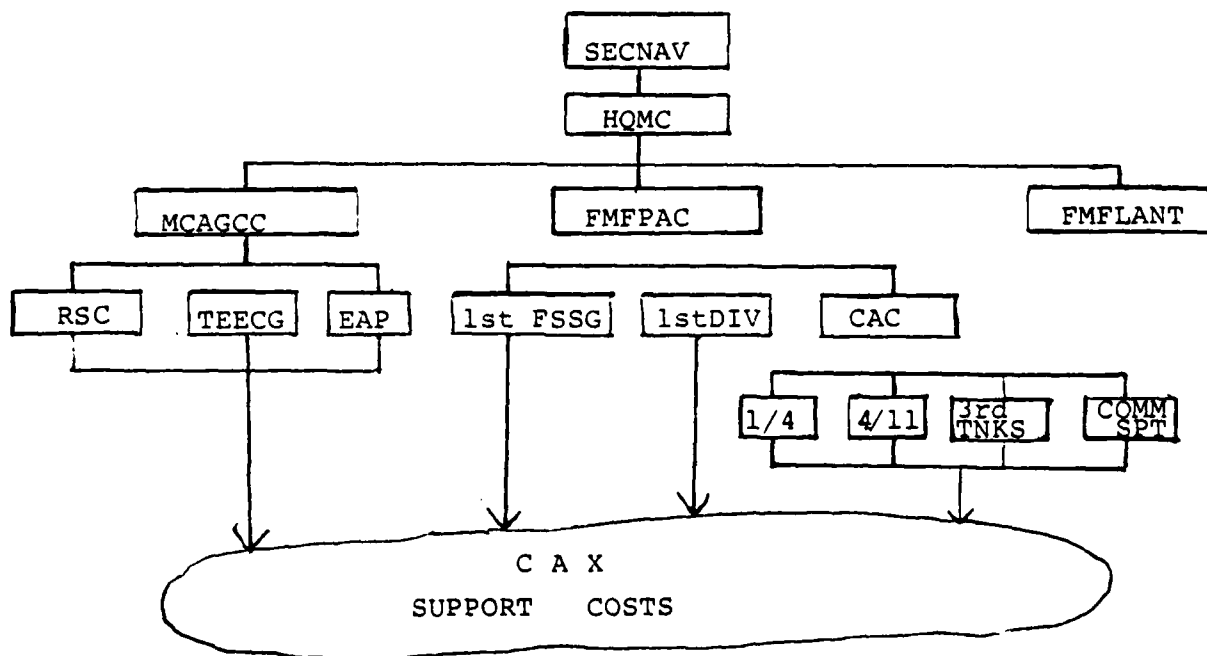 SECNAV
HQMC
MCAGCC
FMFPAC
FMFLANT
RSC
TEECG
EAP
1st FSSG
1stDIV
CAC
1/4
4/11
3rd
TNKS
COMM
SPT
C A X
SUPPORT COSTS